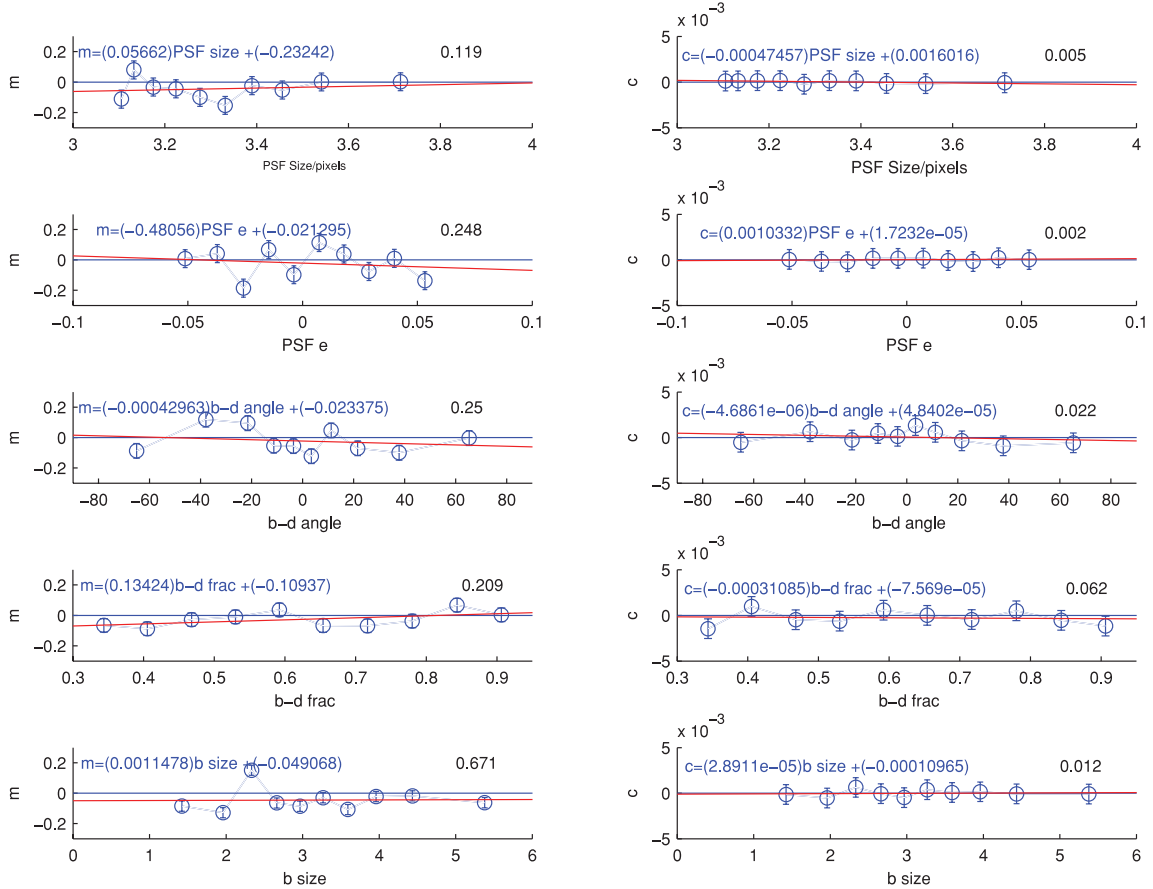 x 10⁻³
m=(0.05662)PSF size +(−0.23242) 0.119
0.2
0
−0.2
m
3 3.2 3.4 3.6 3.8 4
PSF Size/pixels
c=(−0.00047457)PSF size +(0.0016016) 0.005
5
0
−5
c
3 3.2 3.4 3.6 3.8 4
PSF Size/pixels
m=(−0.48056)PSF e +(−0.021295) 0.248
0.2
0
−0.2
m
−0.1 −0.05 0 0.05 0.1
PSF e
x 10⁻³
c=(0.0010332)PSF e +(1.7232e−05) 0.002
5
0
−5
c
−0.1 −0.05 0 0.05 0.1
PSF e
m=(−0.00042963)b−d angle +(−0.023375) 0.25
0.2
0
−0.2
m
−80 −60 −40 −20 0 20 40 60 80
b−d angle
x 10⁻³
c=(−4.6861e−06)b−d angle +(4.8402e−05) 0.022
5
0
−5
c
−80 −60 −40 −20 0 20 40 60 80
b−d angle
m=(0.13424)b−d frac +(−0.10937) 0.209
0.2
0
−0.2
m
0.3 0.4 0.5 0.6 0.7 0.8 0.9
b−d frac
x 10⁻³
c=(−0.00031085)b−d frac +(−7.569e−05) 0.062
5
0
−5
c
0.3 0.4 0.5 0.6 0.7 0.8 0.9
b−d frac
m=(0.0011478)b size +(−0.049068) 0.671
0.2
0
−0.2
m
0 1 2 3 4 5 6
b size
x 10⁻³
c=(2.8911e−05)b size +(−0.00010965) 0.012
5
0
−5
c
0 1 2 3 4 5 6
b size